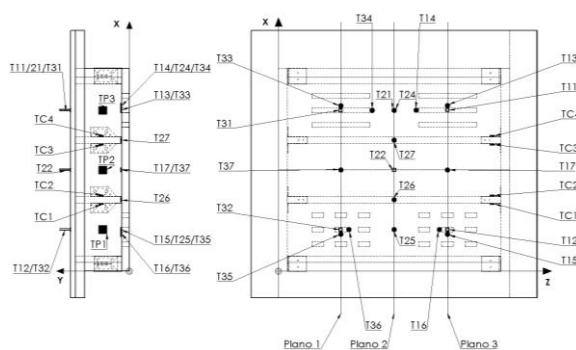 X
T11/21/T31
T14/T24/T34
T13/T33
TP3
TC4
TC3
T27
TP2
T22
T17/T37
TC2
TC1
T26
TP1
T12/T32
T15/T25/T35
T16/T36
Y
X
T34
T14
T33
T21
T24
T13
T11
T31
TC4
TC3
T27
T37
T22
T17
T26
TC2
TC1
T32
T12
T35
T25
T15
Z
T36
T16
Plano 1
Plano 2
Plano 3